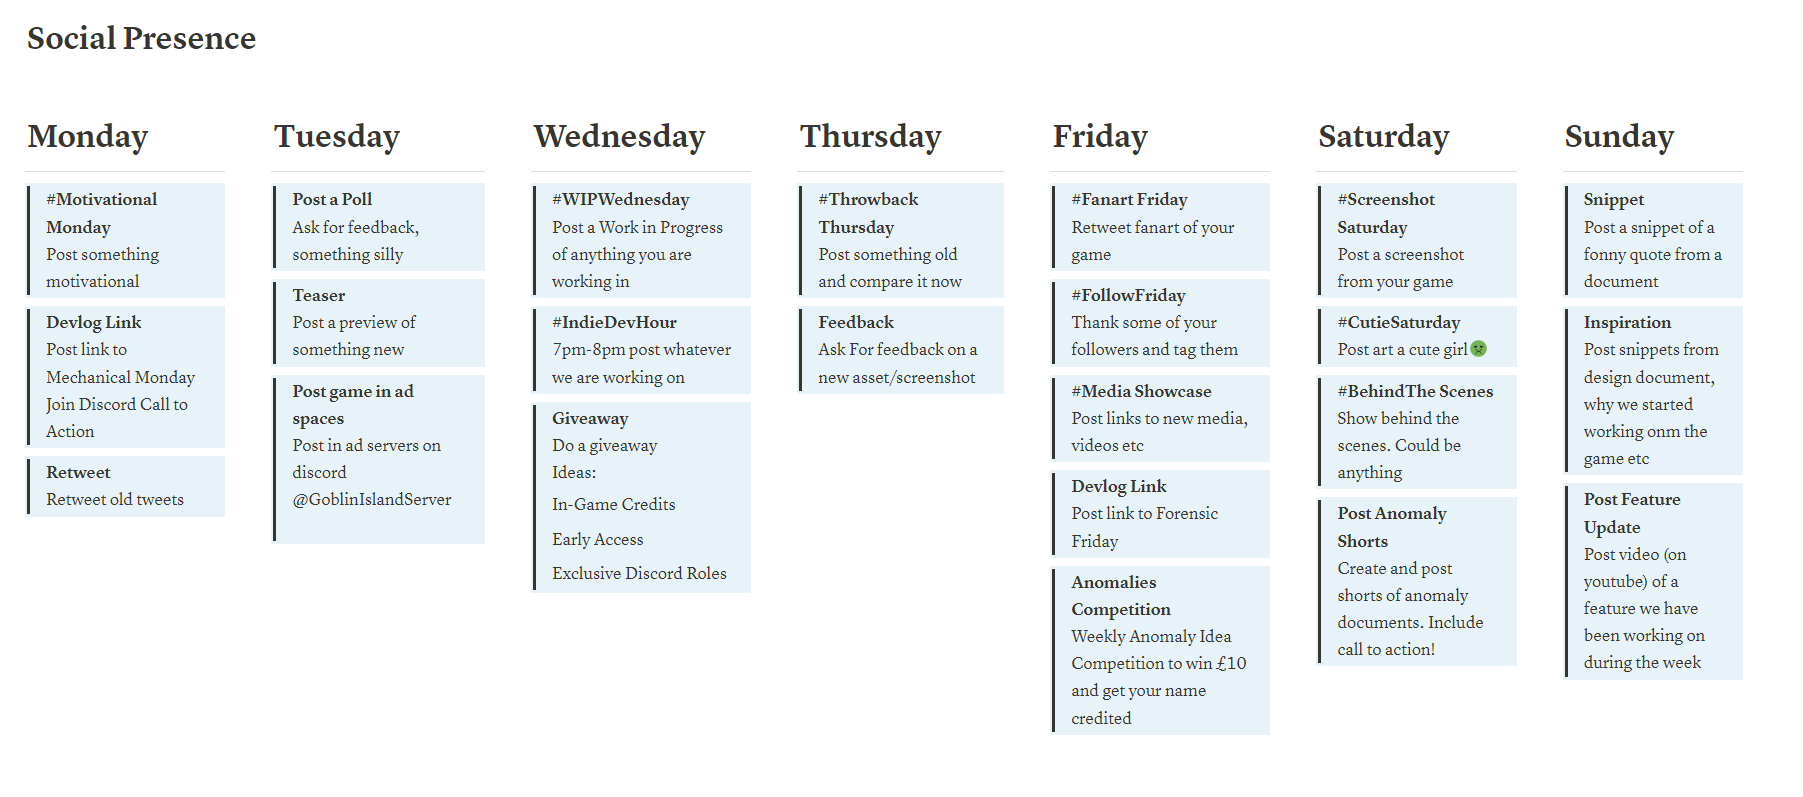 Social Presence
Monday
#Motivational
Monday
Post something
motivational
Devlog Link
Post link to
Mechanical Monday
Join Discord Call to
Action
Retweet
Retweet old tweets
Tuesday
Post a Poll
Ask for feedback,
something silly
Teaser
Post a preview of
something new
Post game in ad
spaces
Post in ad servers on
discord
@GoblinIslandServer
Wednesday
#WIPWednesday
Post a Work in Progress
of anything you are
working in
#IndieDevHour
7pm-8pm post whatever
we are working on
Giveaway
Do a giveaway
Ideas:
In-Game Credits
Early Access
Exclusive Discord Roles
Thursday
#Throwback
Thursday
Post something old
and compare it now
Feedback
Ask For feedback on a
new asset/screenshot
Friday
#Fanart Friday
Retweet fanart of your
game
#FollowFriday
Thank some of your
followers and tag them
#Media Showcase
Post links to new media,
videos etc
Devlog Link
Post link to Forensic
Friday
Anomalies
Competition
Weekly Anomaly Idea
Competition to win £10
and get your name
credited
Saturday
#Screenshot
Saturday
Post a screenshot
from your game
#CutieSaturday
Post art a cute girl
#BehindThe Scenes
Show behind the
scenes. Could be
anything
Post Anomaly
Shorts
Create and post
shorts of anomaly
documents. Include
call to action!
Sunday
Snippet
Post a snippet of a
fonny quote from a
document
Inspiration
Post snippets from
design document,
why we started
working onm the
game etc
Post Feature
Update
Post video (on
youtube) of a
feature we have
been working on
during the week